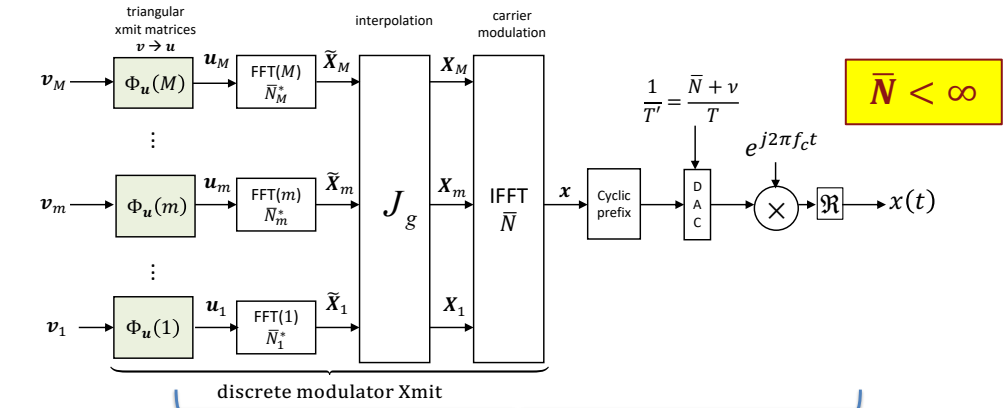 triangular
xmit matrices
v → u
interpolation
carrier
modulation
N̅ < ∞
v_M
Φ_u(M)
u_M
FFT(M)
N̅*_M
X̃_M
X_M
1/T′ = (N̅ + ν)/T
e^{j2πf_c t}
⋮
v_m
Φ_u(m)
u_m
FFT(m)
N̅*_m
X̃_m
J_g
X_m
IFFT
N̅
x
Cyclic
prefix
D
A
C
×
ℜ
x(t)
⋮
v_1
Φ_u(1)
u_1
FFT(1)
N̅*_1
X̃_1
X_1
discrete modulator Xmit